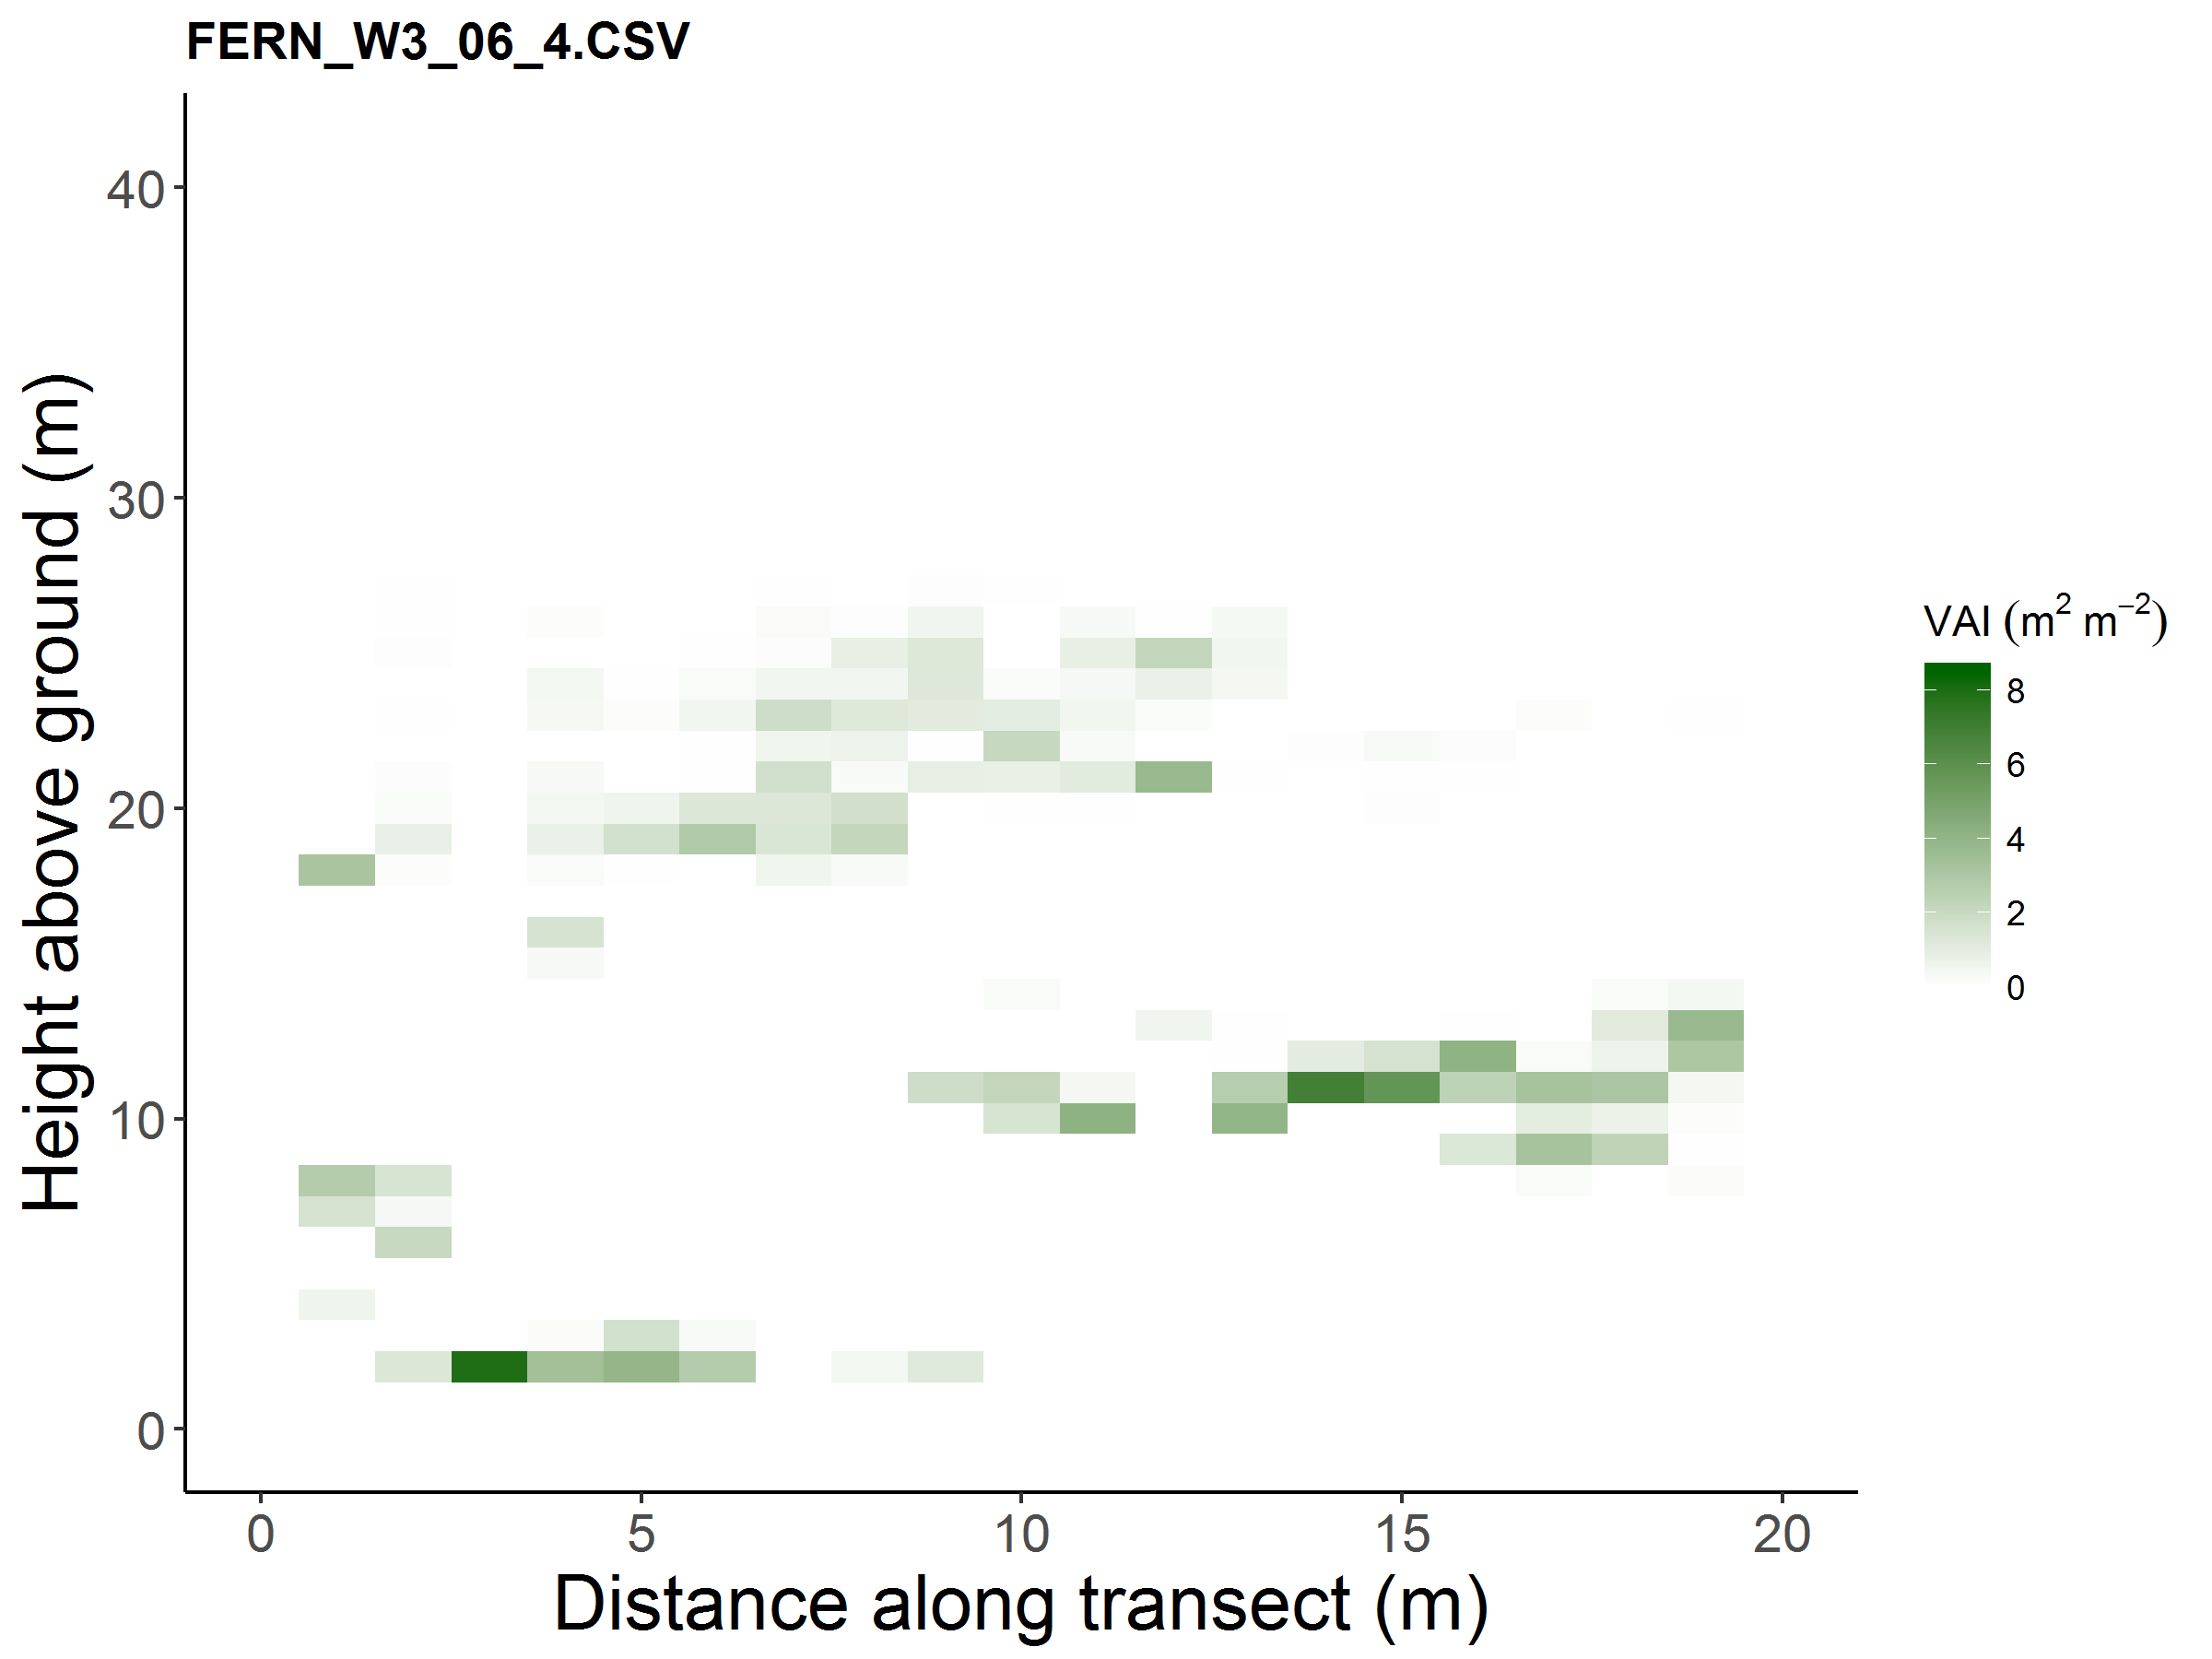 FERN_W3_06_4.CSV
Height above ground (m)
40
30
20
10
0
0 5 10 15 20
Distance along transect (m)
VAI (m² m⁻²)
8
6
4
2
0